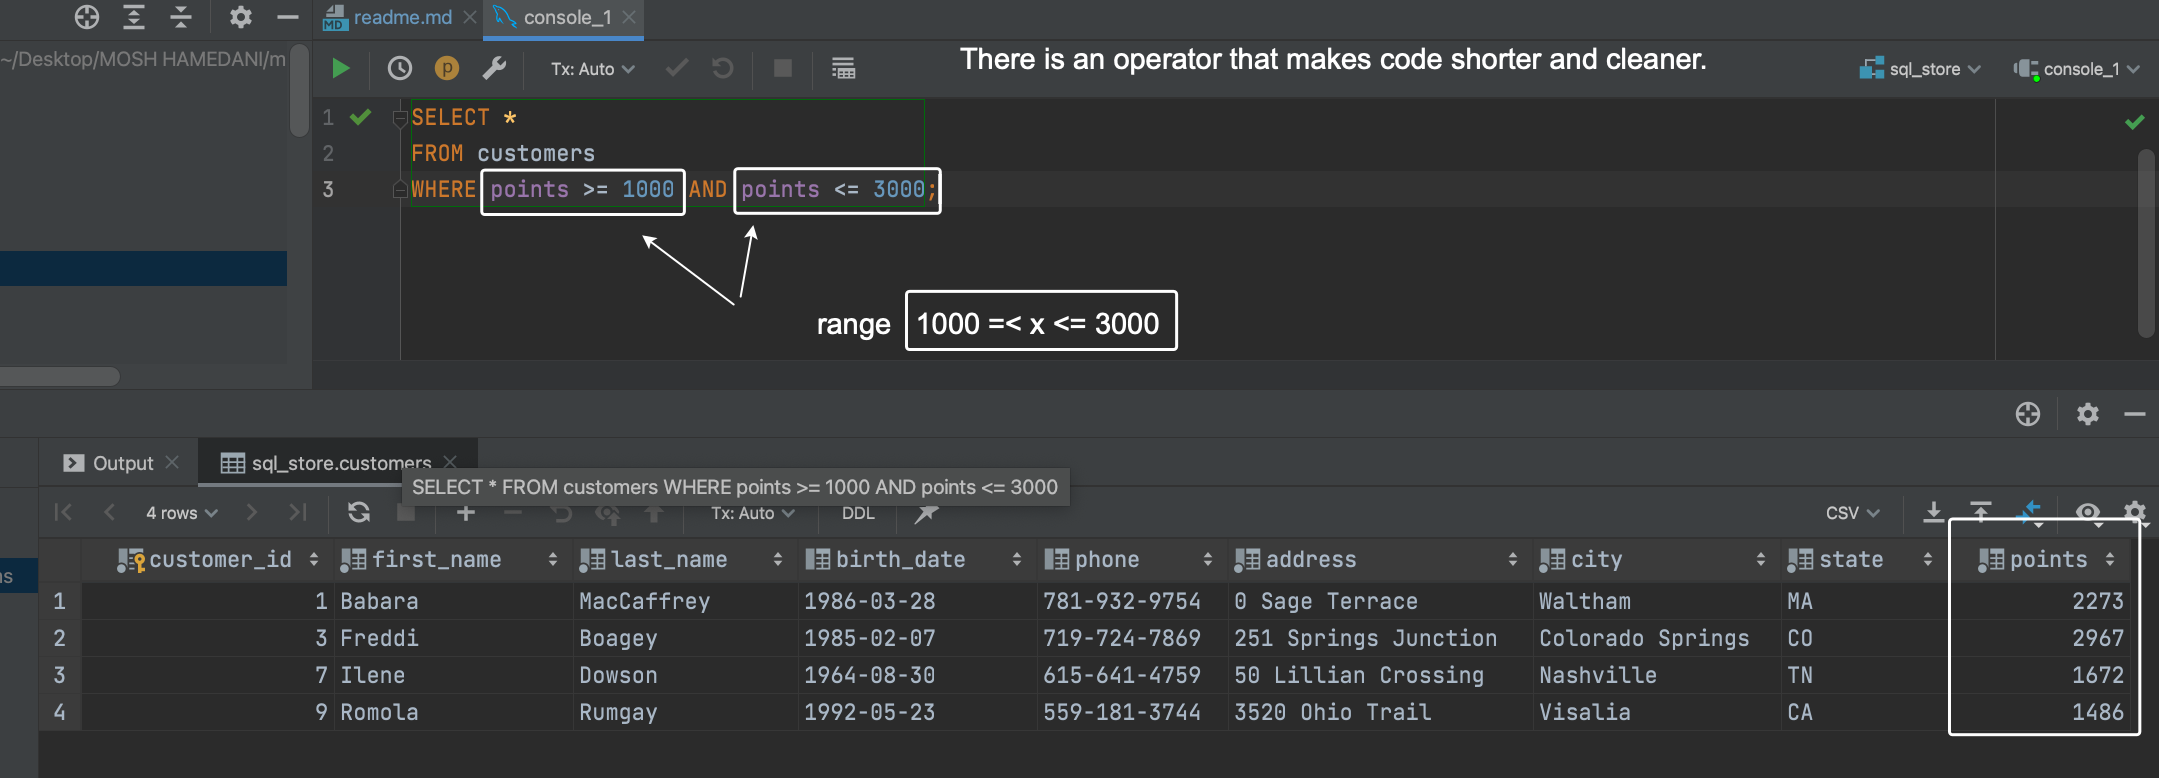 readme.md
console_1
~/Desktop/MOSH HAMEDANI/m
Tx: Auto
There is an operator that makes code shorter and cleaner.
sql_store
console_1
1 SELECT *
2 FROM customers
3 WHERE points >= 1000 AND points <= 3000;
range 1000 =< x <= 3000
Output
sql_store.customers
SELECT * FROM customers WHERE points >= 1000 AND points <= 3000
4 rows
Tx: Auto
DDL
CSV
customer_id first_name last_name birth_date phone address city state points
1 1 Babara MacCaffrey 1986-03-28 781-932-9754 0 Sage Terrace Waltham MA 2273
2 3 Freddi Boagey 1985-02-07 719-724-7869 251 Springs Junction Colorado Springs CO 2967
3 7 Ilene Dowson 1964-08-30 615-641-4759 50 Lillian Crossing Nashville TN 1672
4 9 Romola Rumgay 1992-05-23 559-181-3744 3520 Ohio Trail Visalia CA 1486